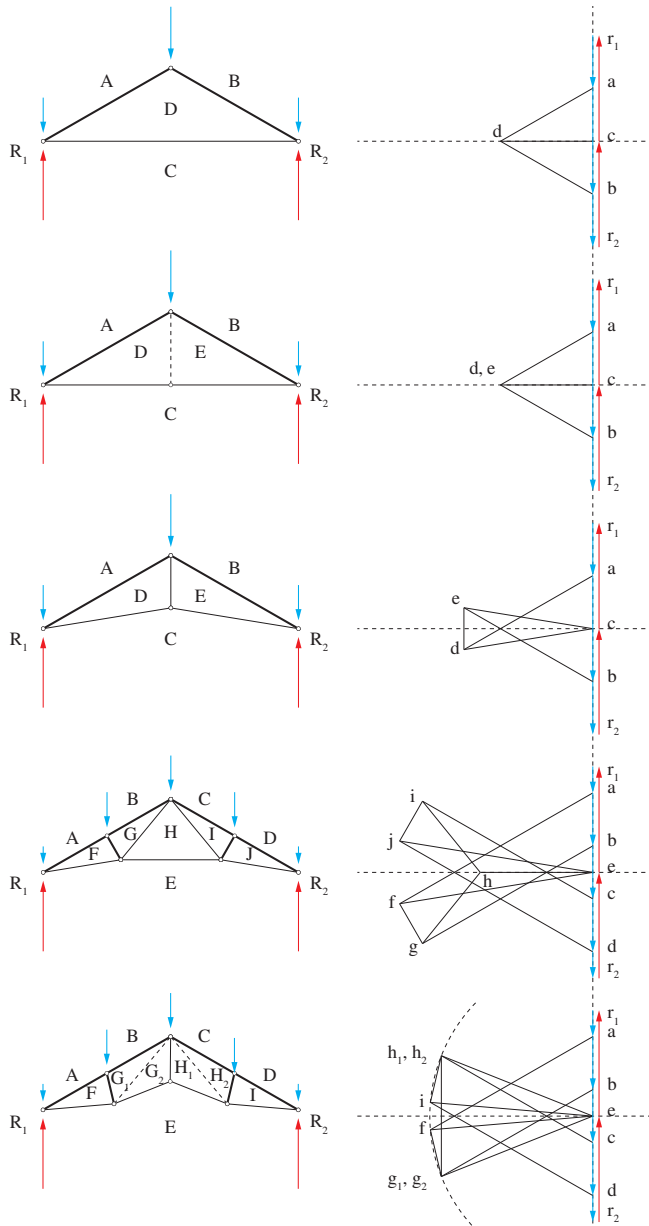 A B r₁
D a
d c
R₁ R₂
C b
r₂
A B r₁
a
D E d, e
c
R₁ R₂
C b
r₂
A B r₁
a
D E e
c
R₁ C R₂ d
b
r₂
B C r₁
a
i
A G H I D b
F J j
e
R₁ R₂ h
E f c
g d
r₂
B C r₁
a
h₁, h₂
A G₁ G₂ H₁ H₂ D b
F I i
e
R₁ R₂ f c
E
g₁, g₂ d
r₂